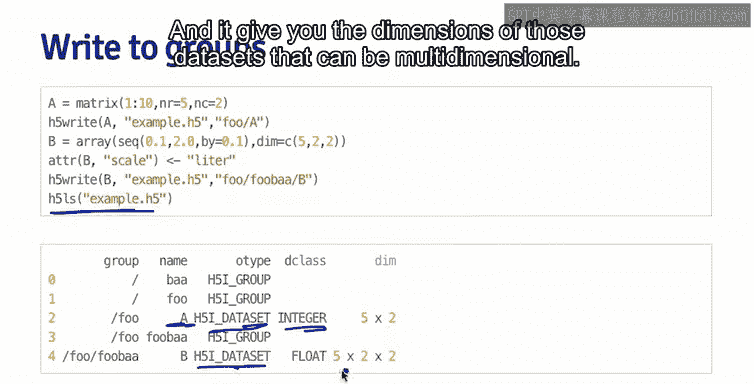 And it give you the dimensions of those
datasets that can be multidimensional.
Write to groups
A = matrix(1:10,nr=5,nc=2)
h5write(A, "example.h5","foo/A")
B = array(seq(0.1,2.0,by=0.1),dim=c(5,2,2))
attr(B, "scale") <- "liter"
h5write(B, "example.h5","foo/foobaa/B")
h5ls("example.h5")
group name otype dclass dim
0 / baa H5I_GROUP
1 / foo H5I_GROUP
2 /foo A H5I_DATASET INTEGER 5 x 2
3 /foo foobaa H5I_GROUP
4 /foo/foobaa B H5I_DATASET FLOAT 5 x 2 x 2